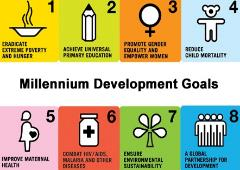 1
2
3
4
ERADICATE
EXTREME POVERTY
AND HUNGER
ACHIEVE UNIVERSAL
PRIMARY EDUCATION
PROMOTE GENDER
EQUALITY AND
EMPOWER WOMEN
REDUCE
CHILD MORTALITY
Millennium Development Goals
5
6
7
8
IMPROVE MATERNAL
HEALTH
COMBAT HIV/AIDS,
MALARIA AND OTHER
DISEASES
ENSURE
ENVIRONMENTAL
SUSTAINABILITY
A GLOBAL
PARTNERSHIP FOR
DEVELOPMENT